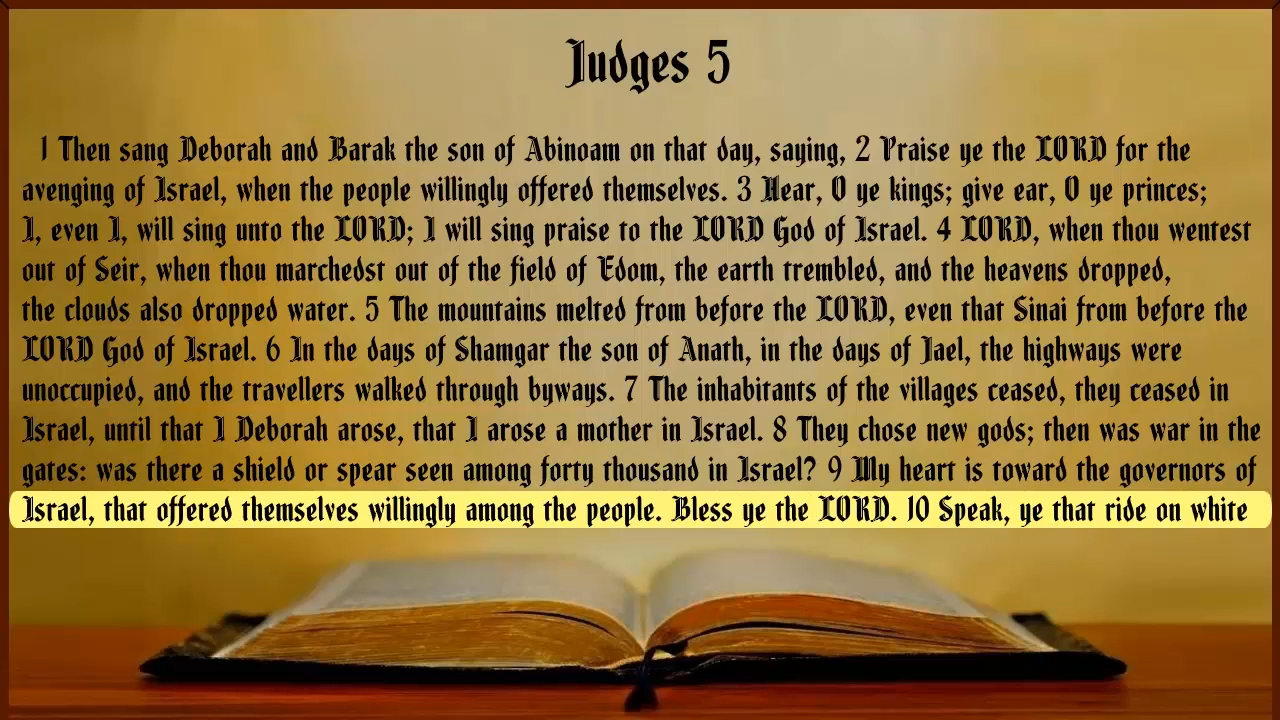 Judges 5
1 Then sang Deborah and Barak the son of Abinoam on that day, saying, 2 Praise ye the LORD for the
avenging of Israel, when the people willingly offered themselves. 3 Hear, O ye kings; give ear, O ye princes;
I, even I, will sing unto the LORD; I will sing praise to the LORD God of Israel. 4 LORD, when thou wentest
out of Seir, when thou marchedst out of the field of Edom, the earth trembled, and the heavens dropped,
the clouds also dropped water. 5 The mountains melted from before the LORD, even that Sinai from before the
LORD God of Israel. 6 In the days of Shamgar the son of Anath, in the days of Jael, the highways were
unoccupied, and the travellers walked through byways. 7 The inhabitants of the villages ceased, they ceased in
Israel, until that I Deborah arose, that I arose a mother in Israel. 8 They chose new gods; then was war in the
gates: was there a shield or spear seen among forty thousand in Israel? 9 My heart is toward the governors of
Israel, that offered themselves willingly among the people. Bless ye the LORD. 10 Speak, ye that ride on white